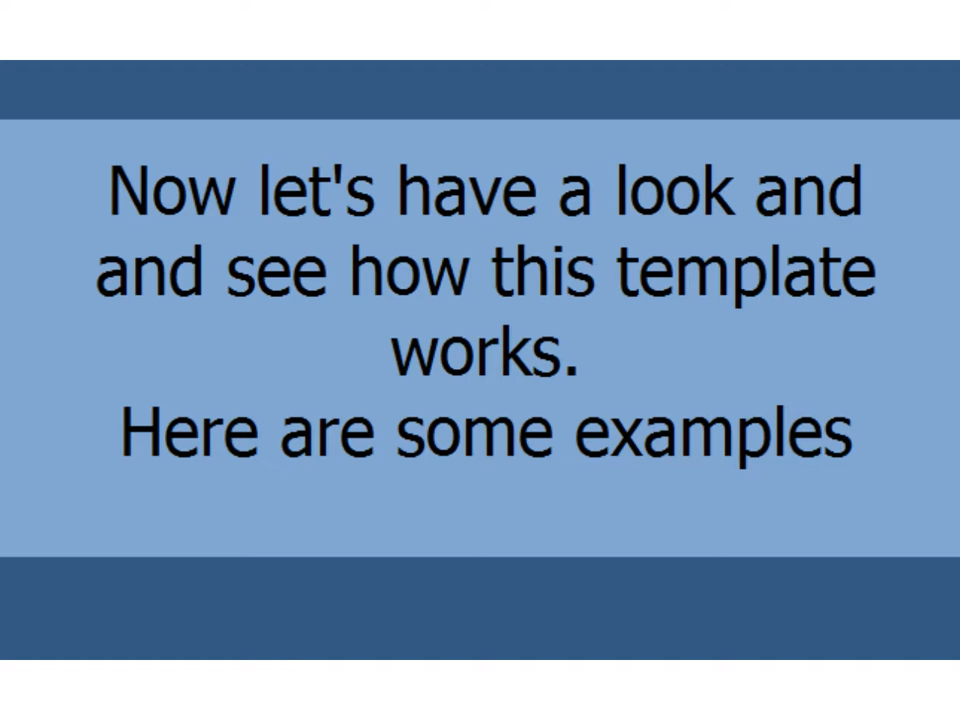 Now let's have a look and
and see how this template
works.
Here are some examples